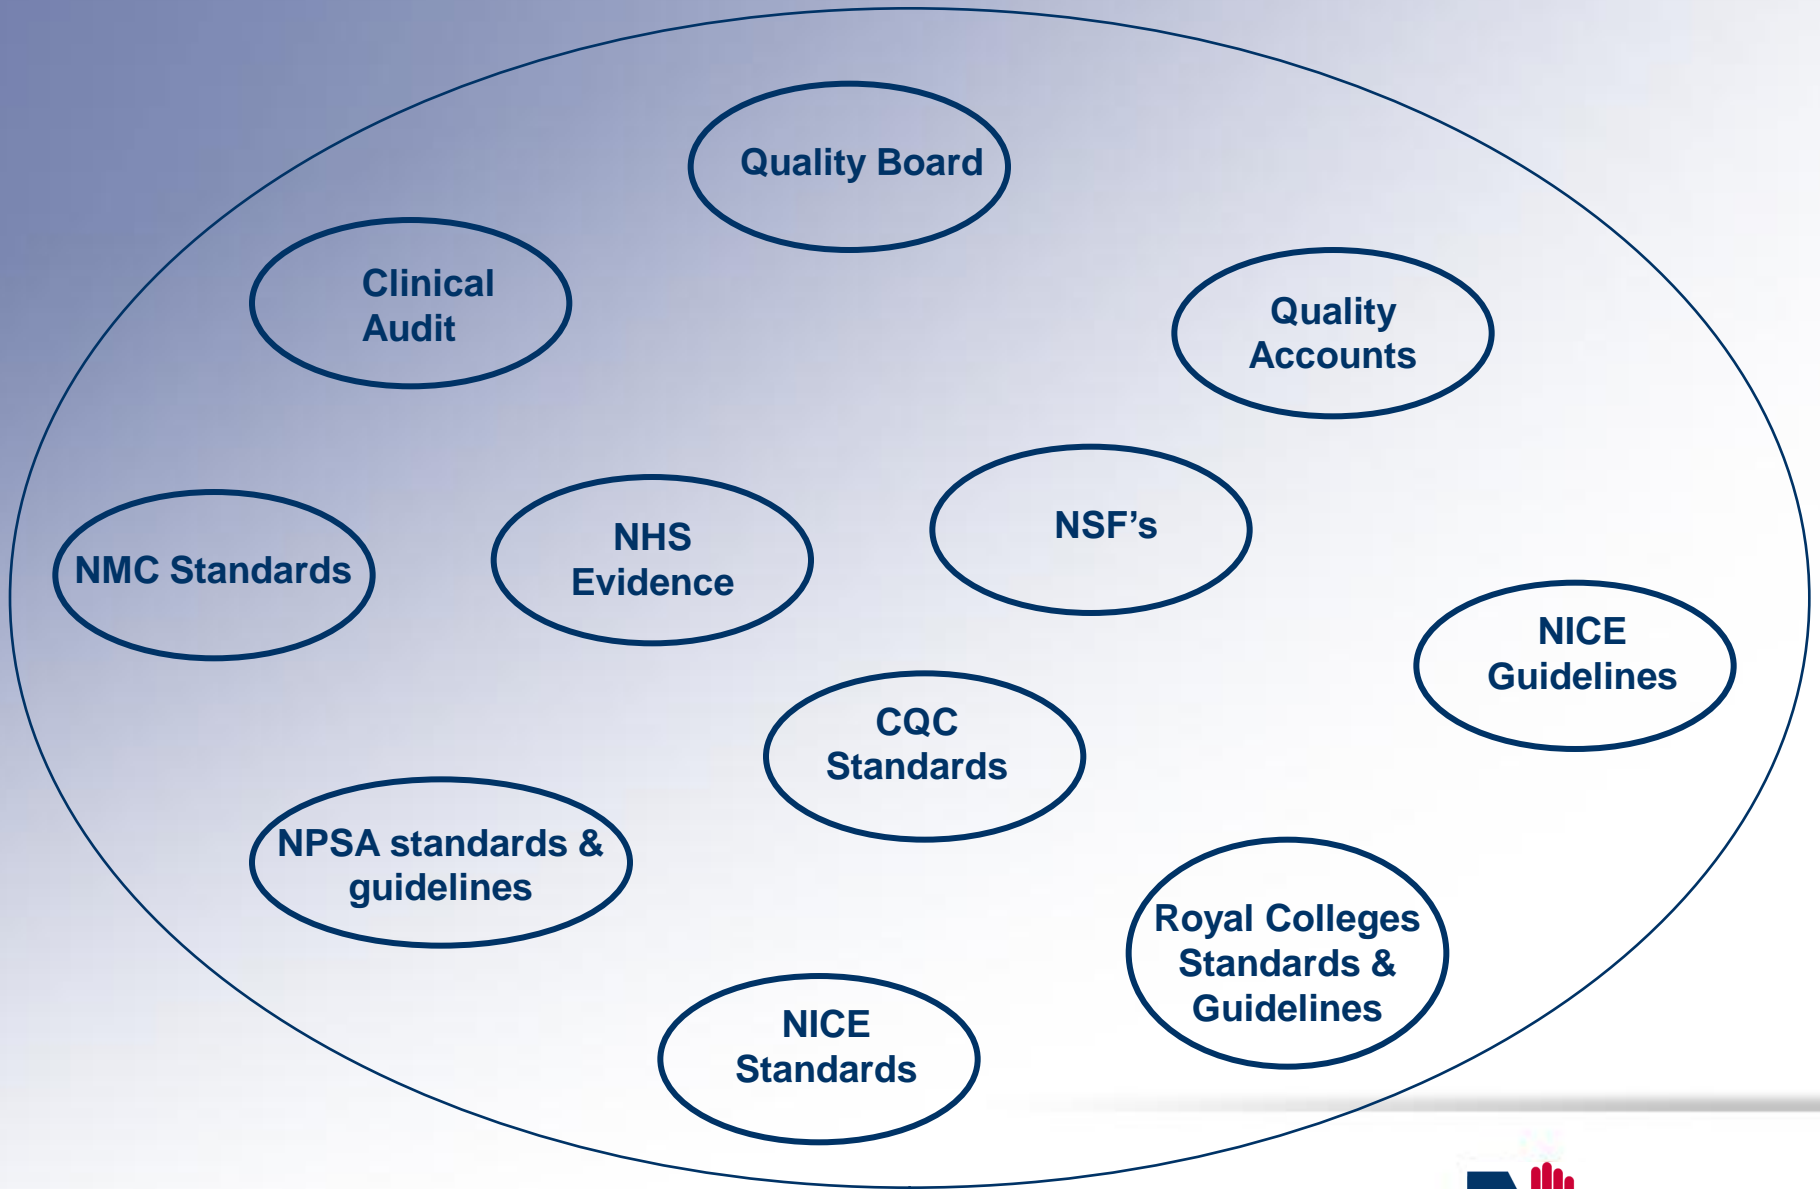 Quality Board
Clinical
Audit
Quality
Accounts
NMC Standards
NHS
Evidence
NSF’s
NICE
Guidelines
CQC
Standards
NPSA standards &
guidelines
Royal Colleges
Standards &
Guidelines
NICE
Standards